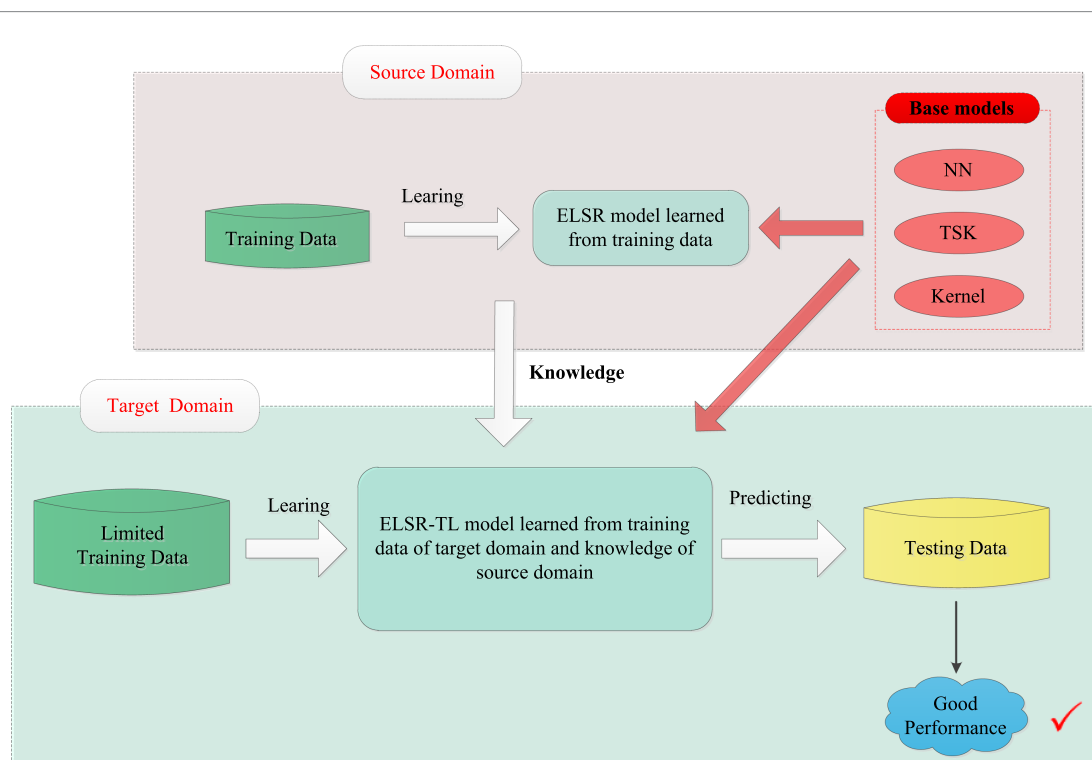 Source Domain
Base models
NN
Learing
ELSR model learned
from training data
Training Data
TSK
Kernel
Knowledge
Target  Domain
Limited
Training Data
Learing
ELSR-TL model learned from training
data of target domain and knowledge of
source domain
Predicting
Testing Data
Good
Performance